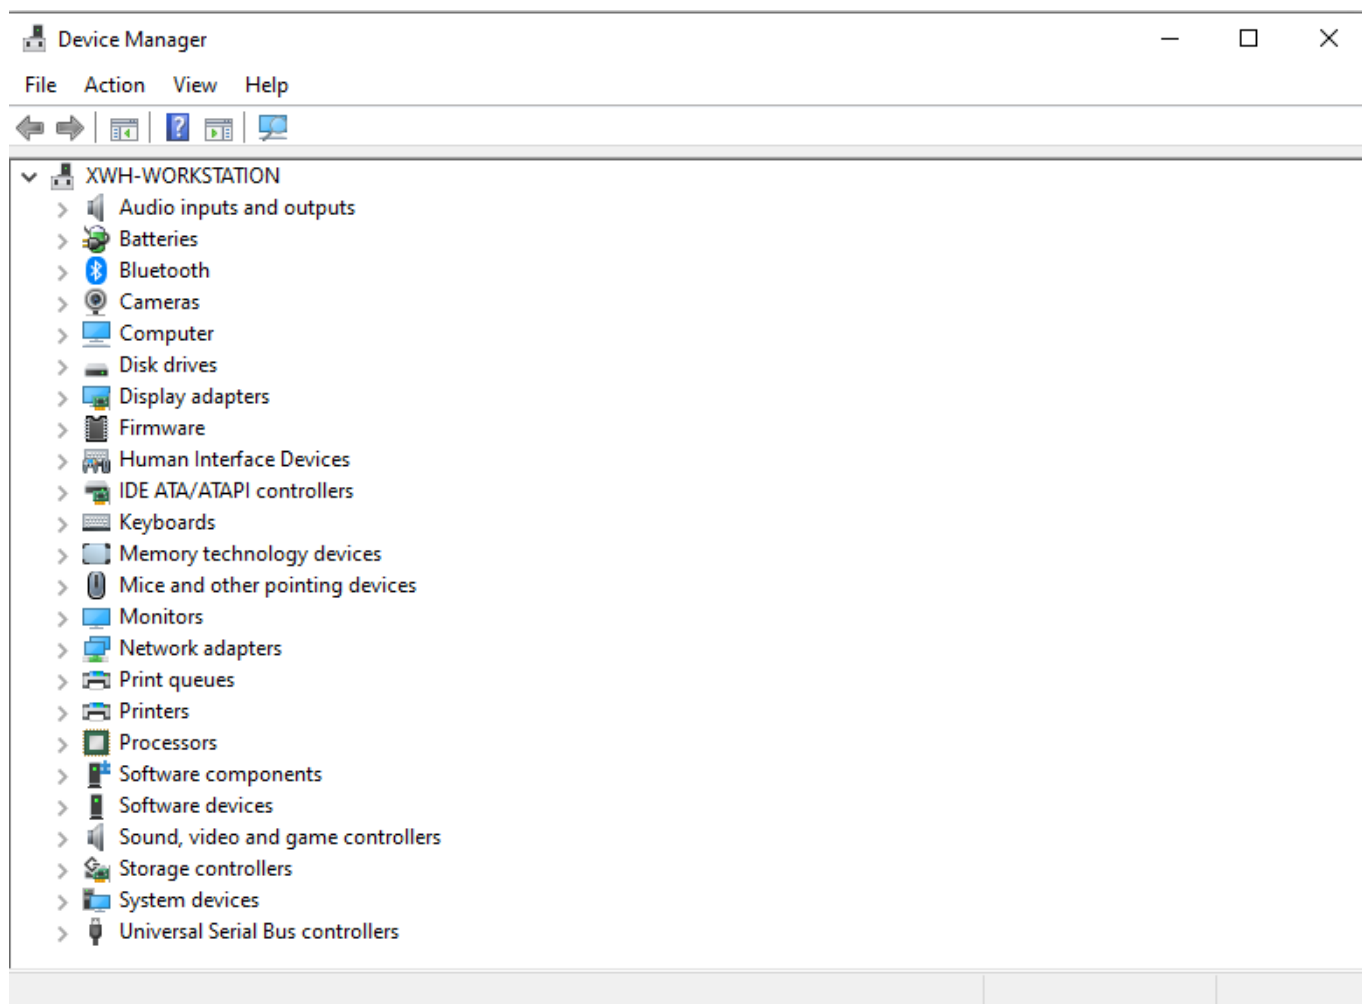 Device Manager
File Action View Help
XWH-WORKSTATION
Audio inputs and outputs
Batteries
Bluetooth
Cameras
Computer
Disk drives
Display adapters
Firmware
Human Interface Devices
IDE ATA/ATAPI controllers
Keyboards
Memory technology devices
Mice and other pointing devices
Monitors
Network adapters
Print queues
Printers
Processors
Software components
Software devices
Sound, video and game controllers
Storage controllers
System devices
Universal Serial Bus controllers